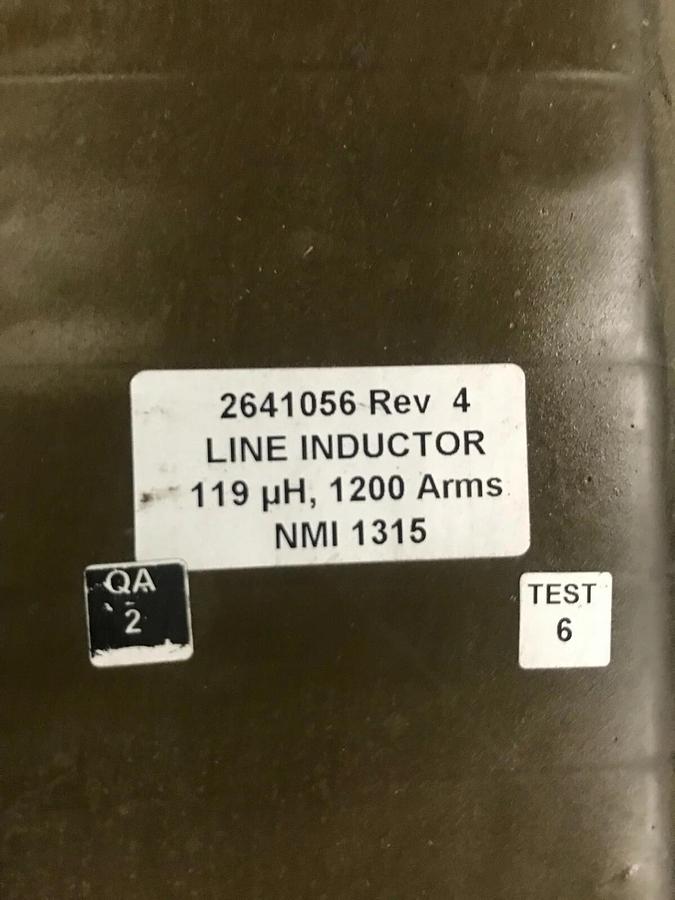 2641056 Rev 4
LINE INDUCTOR
119 µH, 1200 Arms
NMI 1315
QA
2
TEST
6